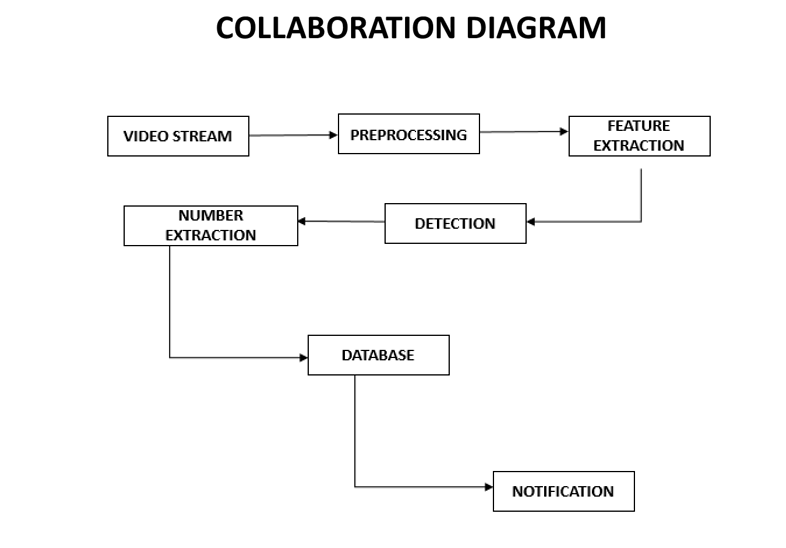 COLLABORATION DIAGRAM
VIDEO STREAM
PREPROCESSING
FEATURE
EXTRACTION
NUMBER
EXTRACTION
DETECTION
DATABASE
NOTIFICATION